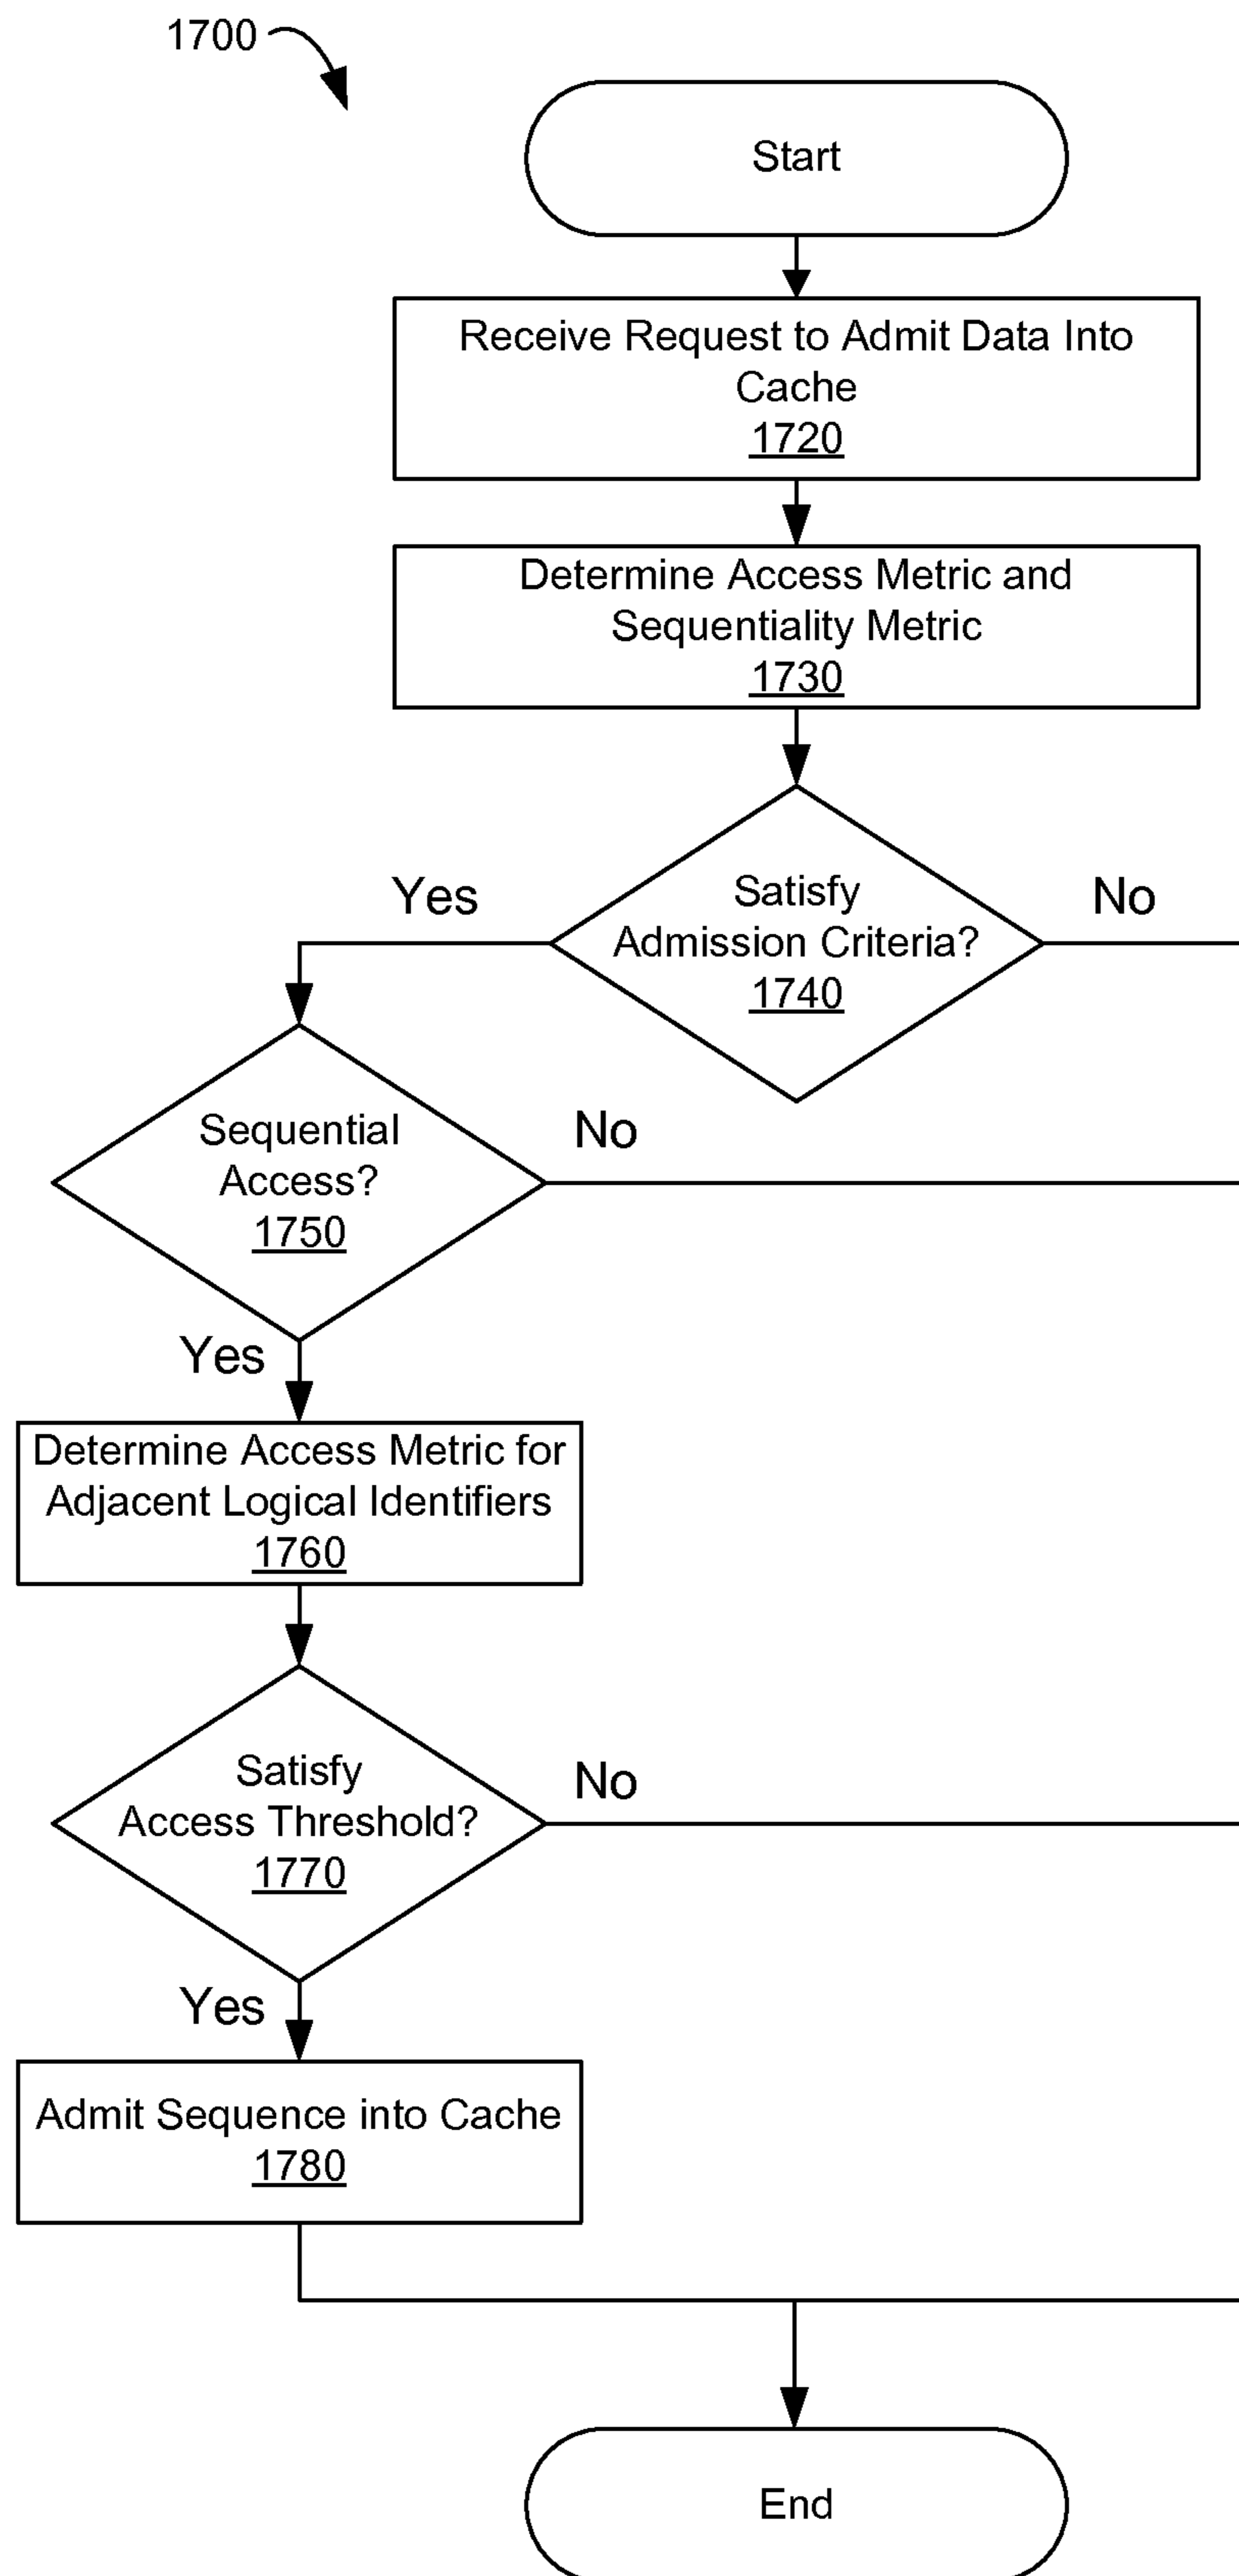 1700
Start
Receive Request to Admit Data Into
Cache
1720
Determine Access Metric and
Sequentiality Metric
1730
Satisfy
Admission Criteria?
1740
Yes
No
Sequential
Access?
1750
No
Yes
Determine Access Metric for
Adjacent Logical Identifiers
1760
Satisfy
Access Threshold?
1770
No
Yes
Admit Sequence into Cache
1780
End